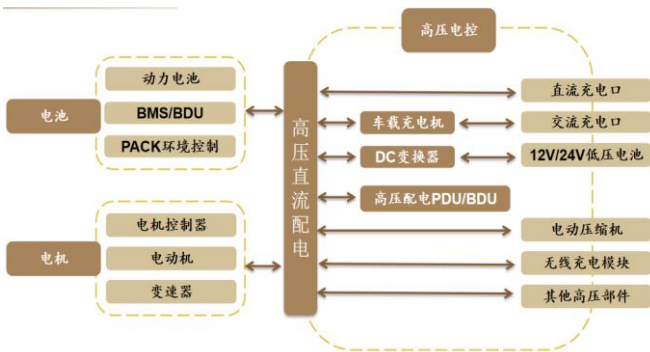 高压电控
动力电池
电池
BMS/BDU
PACK环境控制
电机控制器
电机
电动机
变速器
高压直流配电
直流充电口
车载充电机
交流充电口
DC变换器
12V/24V低压电池
高压配电PDU/BDU
电动压缩机
无线充电模块
其他高压部件